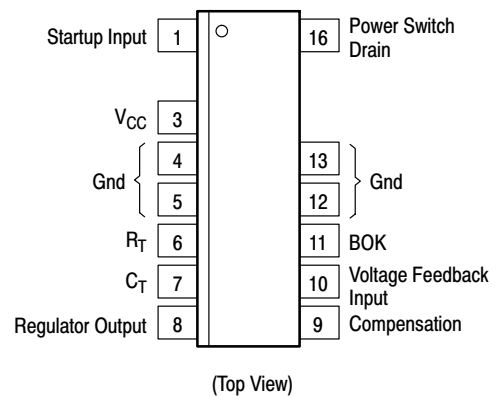 Startup Input 1
16 Power Switch
Drain
VCC 3
4
Gnd
5
13
Gnd
12
RT 6
11 BOK
CT 7
10 Voltage Feedback
Input
Regulator Output 8
9 Compensation
(Top View)